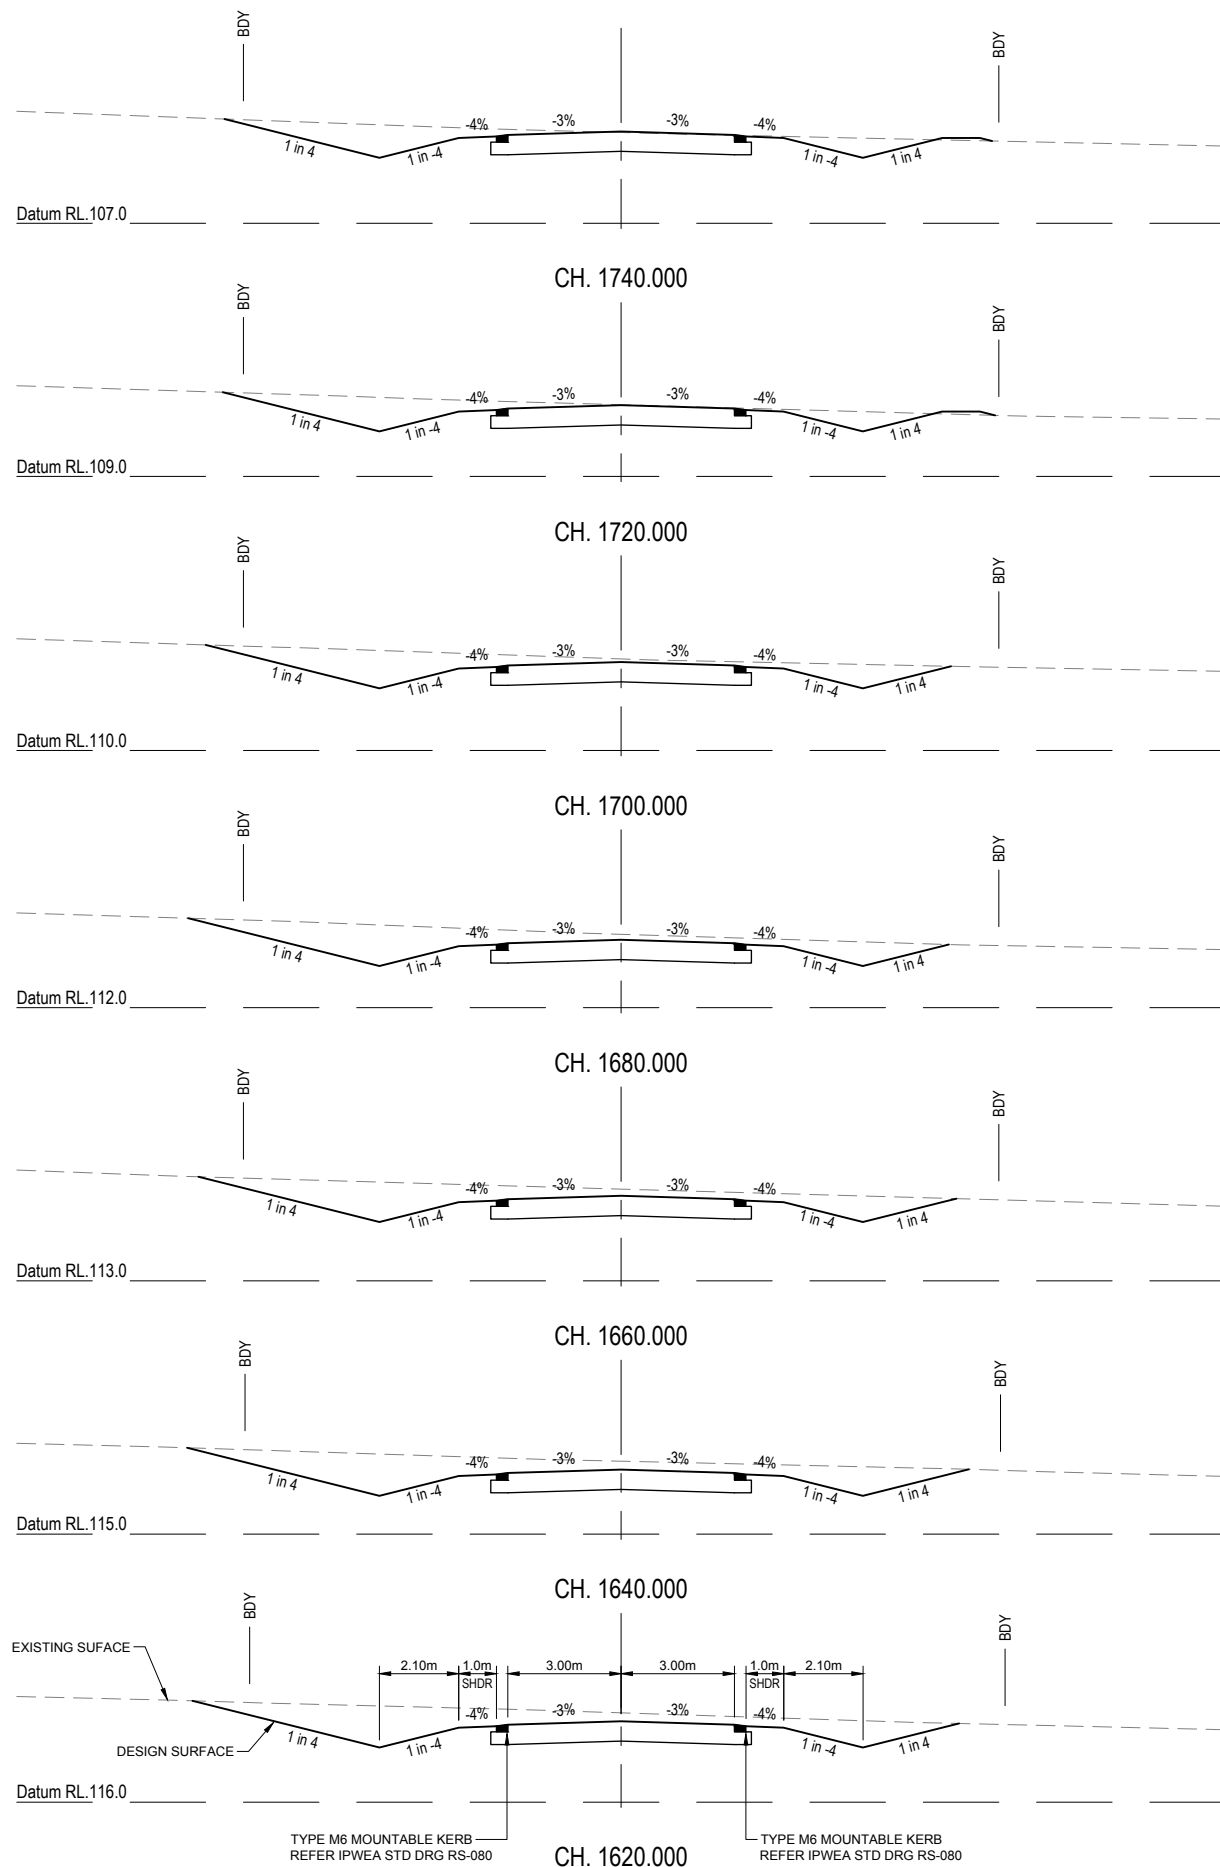 BDY
BDY
-4% -3% -3% -4%
1 in 4 1 in -4 1 in -4 1 in 4
Datum RL.107.0
CH. 1740.000
BDY
BDY
-4% -3% -3% -4%
1 in 4 1 in -4 1 in -4 1 in 4
Datum RL.109.0
CH. 1720.000
BDY
BDY
-4% -3% -3% -4%
1 in 4 1 in -4 1 in -4 1 in 4
Datum RL.110.0
CH. 1700.000
BDY
BDY
-4% -3% -3% -4%
1 in 4 1 in -4 1 in -4 1 in 4
Datum RL.112.0
CH. 1680.000
BDY
BDY
-4% -3% -3% -4%
1 in 4 1 in -4 1 in -4 1 in 4
Datum RL.113.0
CH. 1660.000
BDY
BDY
-4% -3% -3% -4%
1 in 4 1 in -4 1 in -4 1 in 4
Datum RL.115.0
CH. 1640.000
BDY
BDY
EXISTING SUFACE
2.10m 1.0m 3.00m 3.00m 1.0m 2.10m
SHDR SHDR
-4% -3% -3% -4%
DESIGN SURFACE
1 in 4 1 in -4 1 in -4 1 in 4
Datum RL.116.0
TYPE M6 MOUNTABLE KERB
REFER IPWEA STD DRG RS-080
TYPE M6 MOUNTABLE KERB
REFER IPWEA STD DRG RS-080
CH. 1620.000